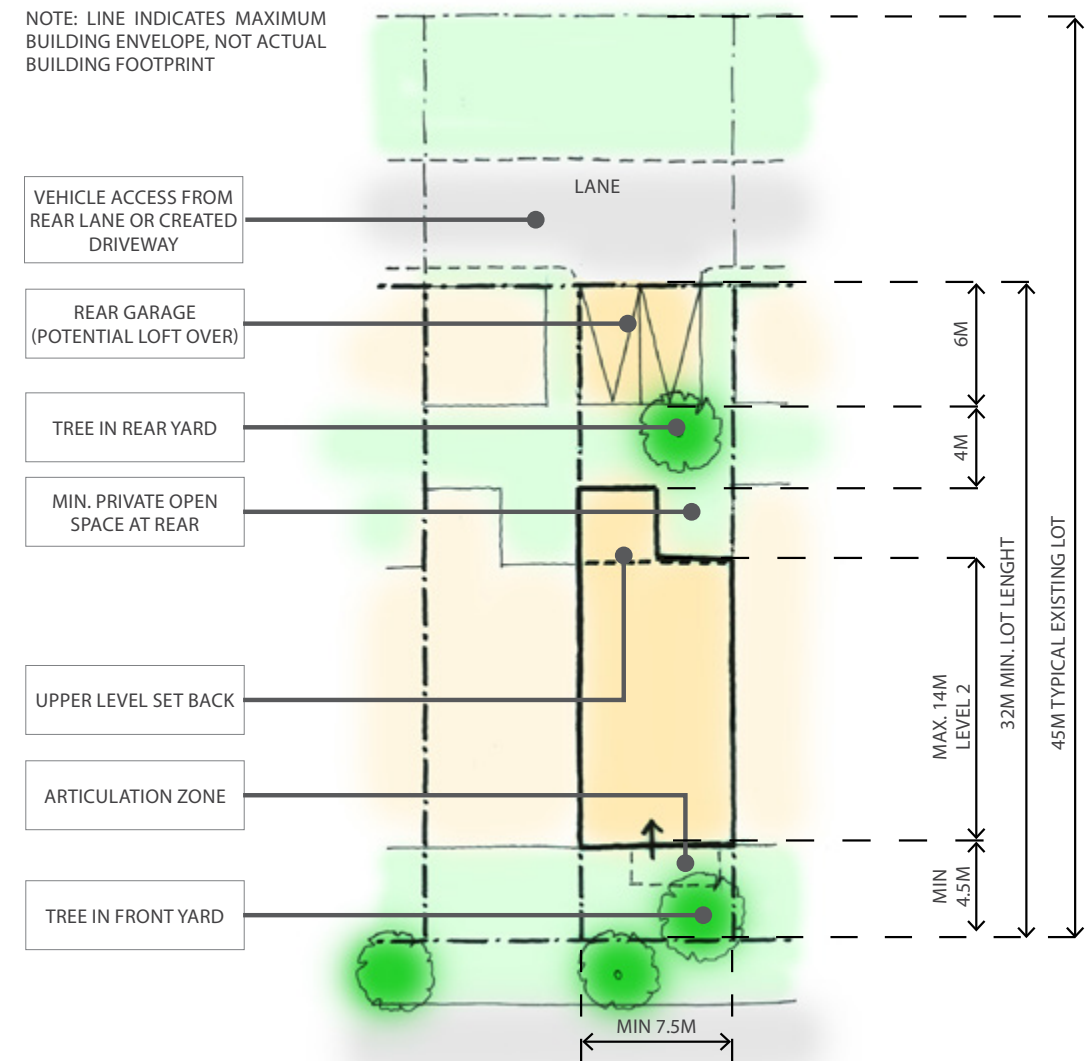 NOTE: LINE INDICATES MAXIMUM
BUILDING ENVELOPE, NOT ACTUAL
BUILDING FOOTPRINT
LANE
VEHICLE ACCESS FROM
REAR LANE OR CREATED
DRIVEWAY
REAR GARAGE
(POTENTIAL LOFT OVER)
TREE IN REAR YARD
MIN. PRIVATE OPEN
SPACE AT REAR
UPPER LEVEL SET BACK
ARTICULATION ZONE
TREE IN FRONT YARD
6M
4M
MAX. 14M
LEVEL 2
MIN
4.5M
32M MIN. LOT LENGHT
45M TYPICAL EXISTING LOT
MIN 7.5M